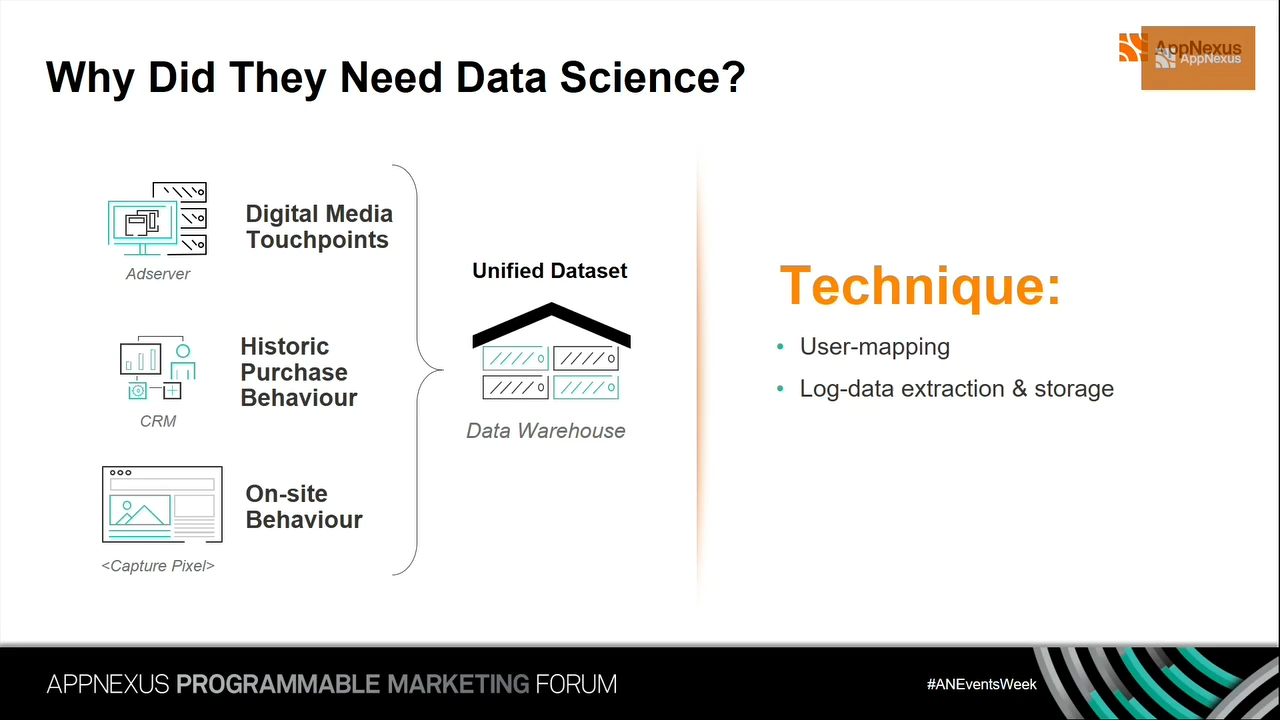 Why Did They Need Data Science?
AppNexus
AppNexus
Digital Media
Touchpoints
Adserver
Historic
Purchase
Behaviour
CRM
On-site
Behaviour
<Capture Pixel>
Unified Dataset
Data Warehouse
Technique:
• User-mapping
• Log-data extraction & storage
APPNEXUS PROGRAMMABLE MARKETING FORUM
#ANEventsWeek